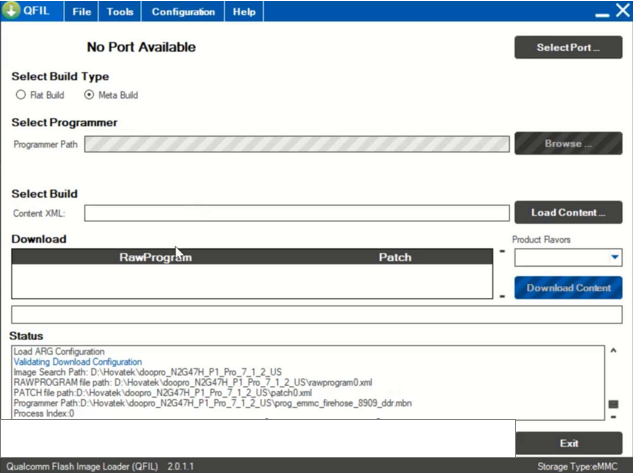 QFIL File Tools Configuration Help
No Port Available
Select Port ...
Select Build Type
Flat Build Meta Build
Select Programmer
Programmer Path Browse ...
Select Build
Content XML: Load Content ...
Download Product Flavors
RawProgram Patch
Download Content
Status
Load ARG Configuration
Validating Download Configuration
Image Search Path: D:\Hovatek\doopro_N2G47H_P1_Pro_7_1_2_US
RAWPROGRAM file path: D:\Hovatek\doopro_N2G47H_P1_Pro_7_1_2_US\rawprogram0.xml
PATCH file path:D:\Hovatek\doopro_N2G47H_P1_Pro_7_1_2_US\patch0.xml
Programmer Path:D:\Hovatek\doopro_N2G47H_P1_Pro_7_1_2_US\prog_emmc_firehose_8909_ddr.mbn
Process Index:0
Exit
Qualcomm Flash Image Loader (QFIL) 2.0.1.1 Storage Type:eMMC